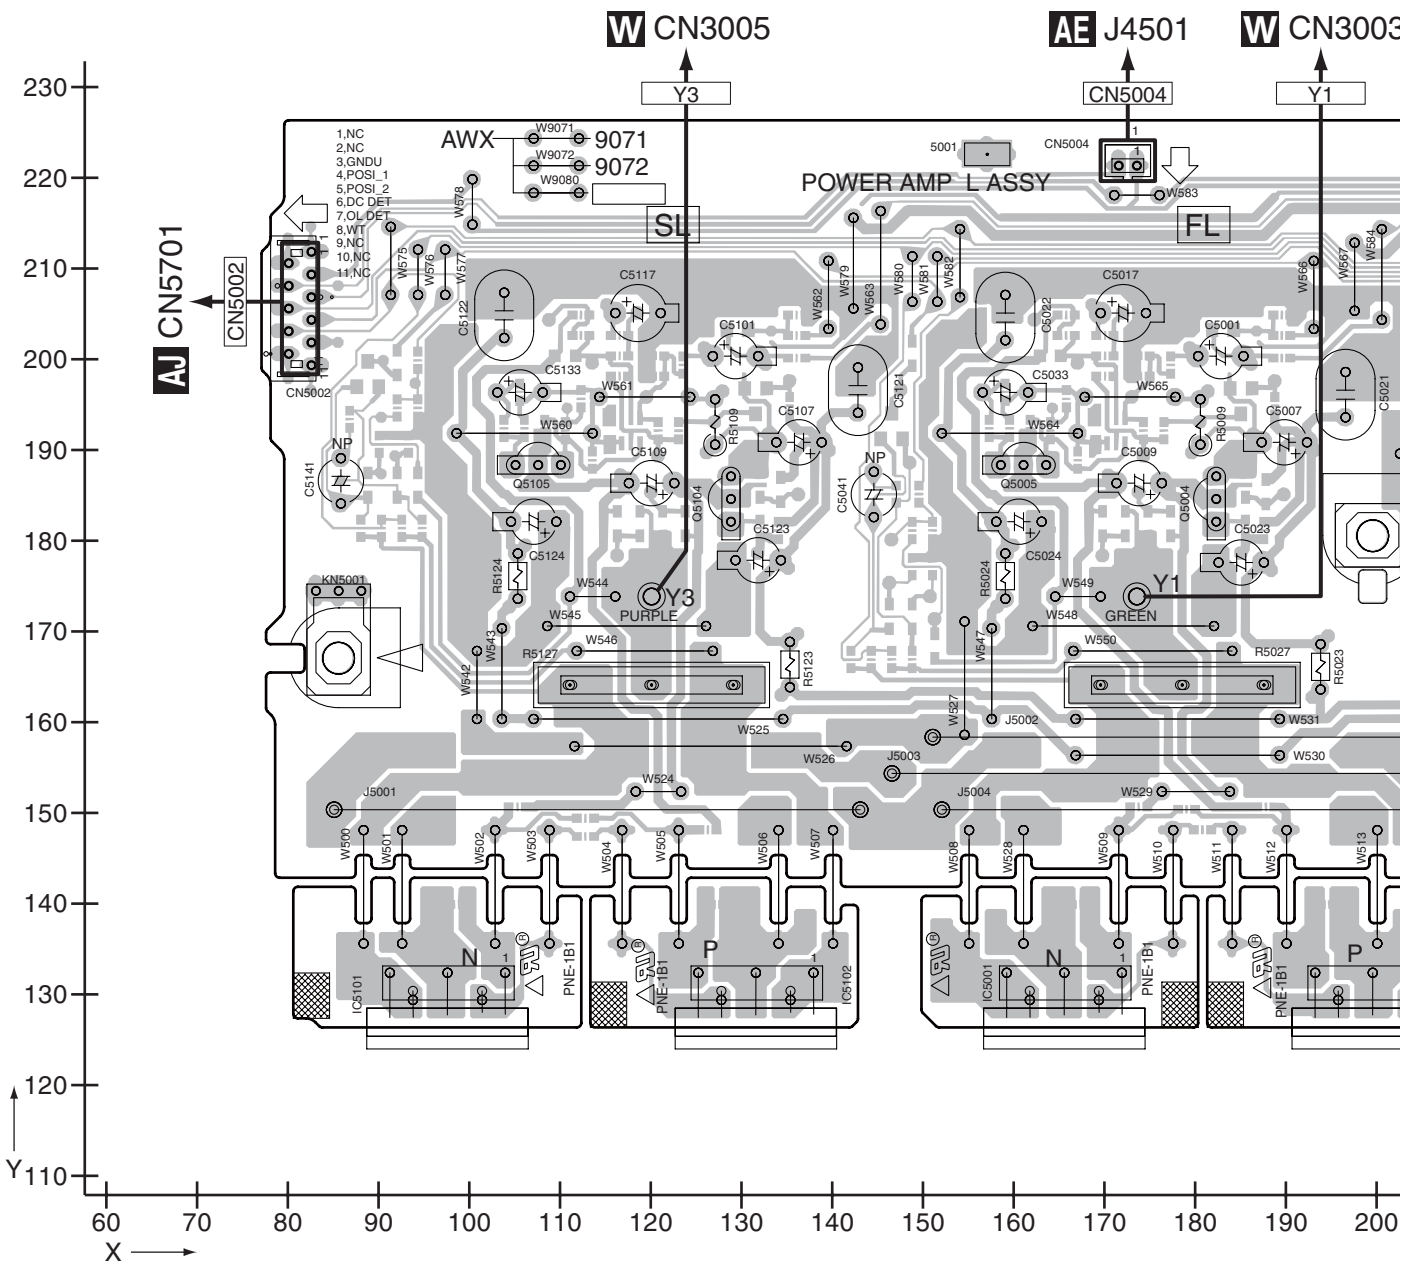 W CN3005
AE J4501
W CN3003
230
Y3
CN5004
Y1
1,NC
2,NC
3,GNDU
4,POSI_1
5,POSI_2
6,DC DET
7,OL DET
8,WT
9,NC
10,NC
11,NC
AWX
W9071
9071
W9072
9072
W9080
5001
CN5004
1
1
220
POWER AMP L ASSY
W578
W583
SL
FL
AJ CN5701
CN5002
1
1
1
1
CN5002
210
W575
W576
W577
C5122
C5117
W562
W579
W563
W580
W581
W582
C5022
C5017
W566
W567
W584
C5101
C5001
200
C5133
W561
C5121
C5033
W565
C5021
R5109
C5107
R5009
C5007
W560
W564
190
NP
C5141
Q5105
C5109
Q5104
NP
C5041
Q5005
C5009
Q5004
180
C5124
C5123
C5024
C5023
R5124
R5024
KN5001
W544
Y3
PURPLE
W549
Y1
GREEN
W545
W548
170
W543
W546
W547
W550
W542
R5127
R5123
R5027
R5023
160
W525
W527
J5002
W531
W526
J5003
W530
W524
J5001
J5004
W529
150
W500
W501
W502
W503
W504
W505
W506
W507
W508
W528
W509
W510
W511
W512
W513
140
N
P
N
P
1
1
1
R
R
R
R
PNE-1B1
PNE-1B1
PNE-1B1
PNE-1B1
IC5101
IC5102
IC5001
130
120
Y 110
60 70 80 90 100 110 120 130 140 150 160 170 180 190 200
X